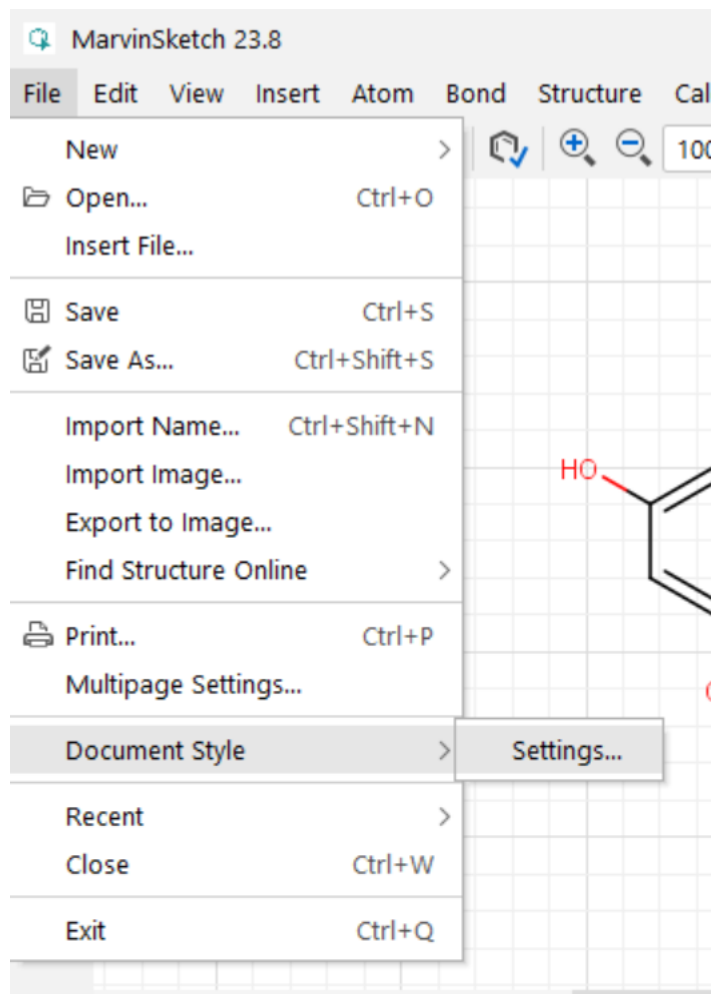 MarvinSketch 23.8
File Edit View Insert Atom Bond Structure Cal
100
New
Open... Ctrl+O
Insert File...
Save Ctrl+S
Save As... Ctrl+Shift+S
Import Name... Ctrl+Shift+N
Import Image...
Export to Image...
Find Structure Online
HO
Print... Ctrl+P
Multipage Settings...
Document Style Settings...
Recent
Close Ctrl+W
Exit Ctrl+Q